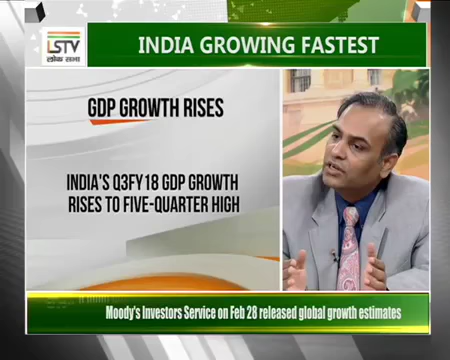 LSTV
लोक सभा
INDIA GROWING FASTEST
GDP GROWTH RISES
INDIA'S Q3FY18 GDP GROWTH
RISES TO FIVE-QUARTER HIGH
Moody's Investors Service on Feb 28 released global growth estimates